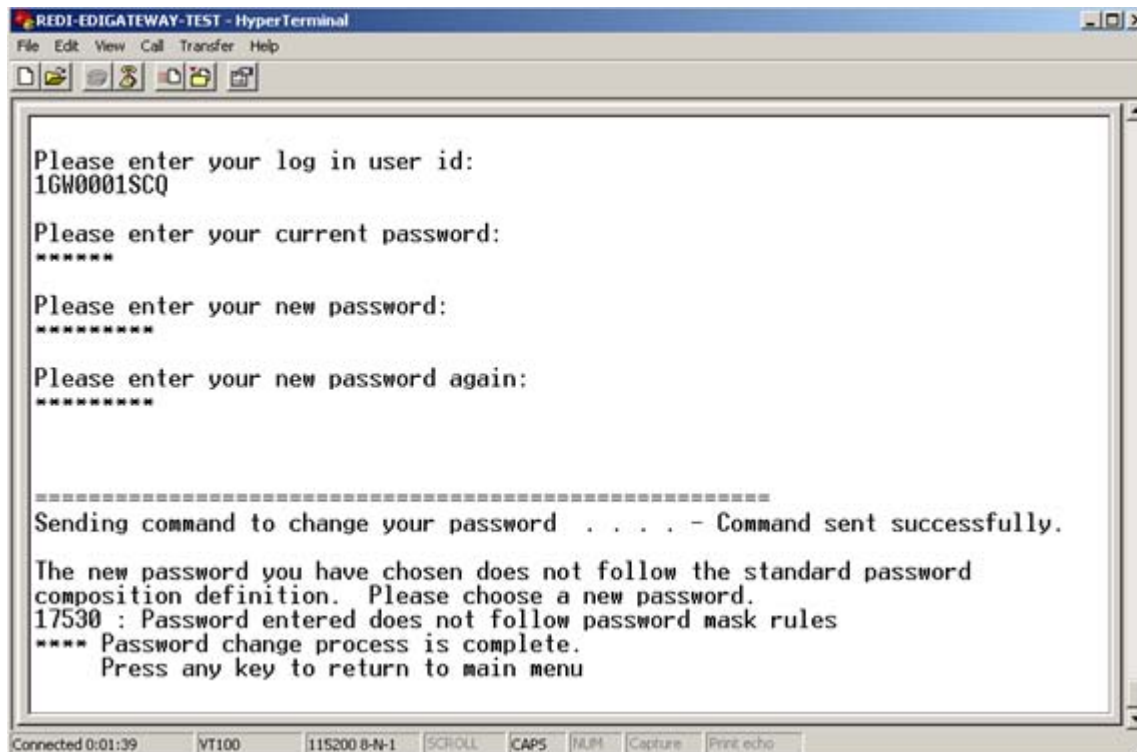 REDI-EDIGATEWAY-TEST - HyperTerminal
File Edit View Call Transfer Help
Please enter your log in user id:
1GW0001SCQ
Please enter your current password:
******
Please enter your new password:
*********
Please enter your new password again:
*********
========================================================
Sending command to change your password . . . . - Command sent successfully.
The new password you have chosen does not follow the standard password
composition definition. Please choose a new password.
17530 : Password entered does not follow password mask rules
**** Password change process is complete.
Press any key to return to main menu
Connected 0:01:39 VT100 115200 8-N-1 SCROLL CAPS NUM Capture Print echo